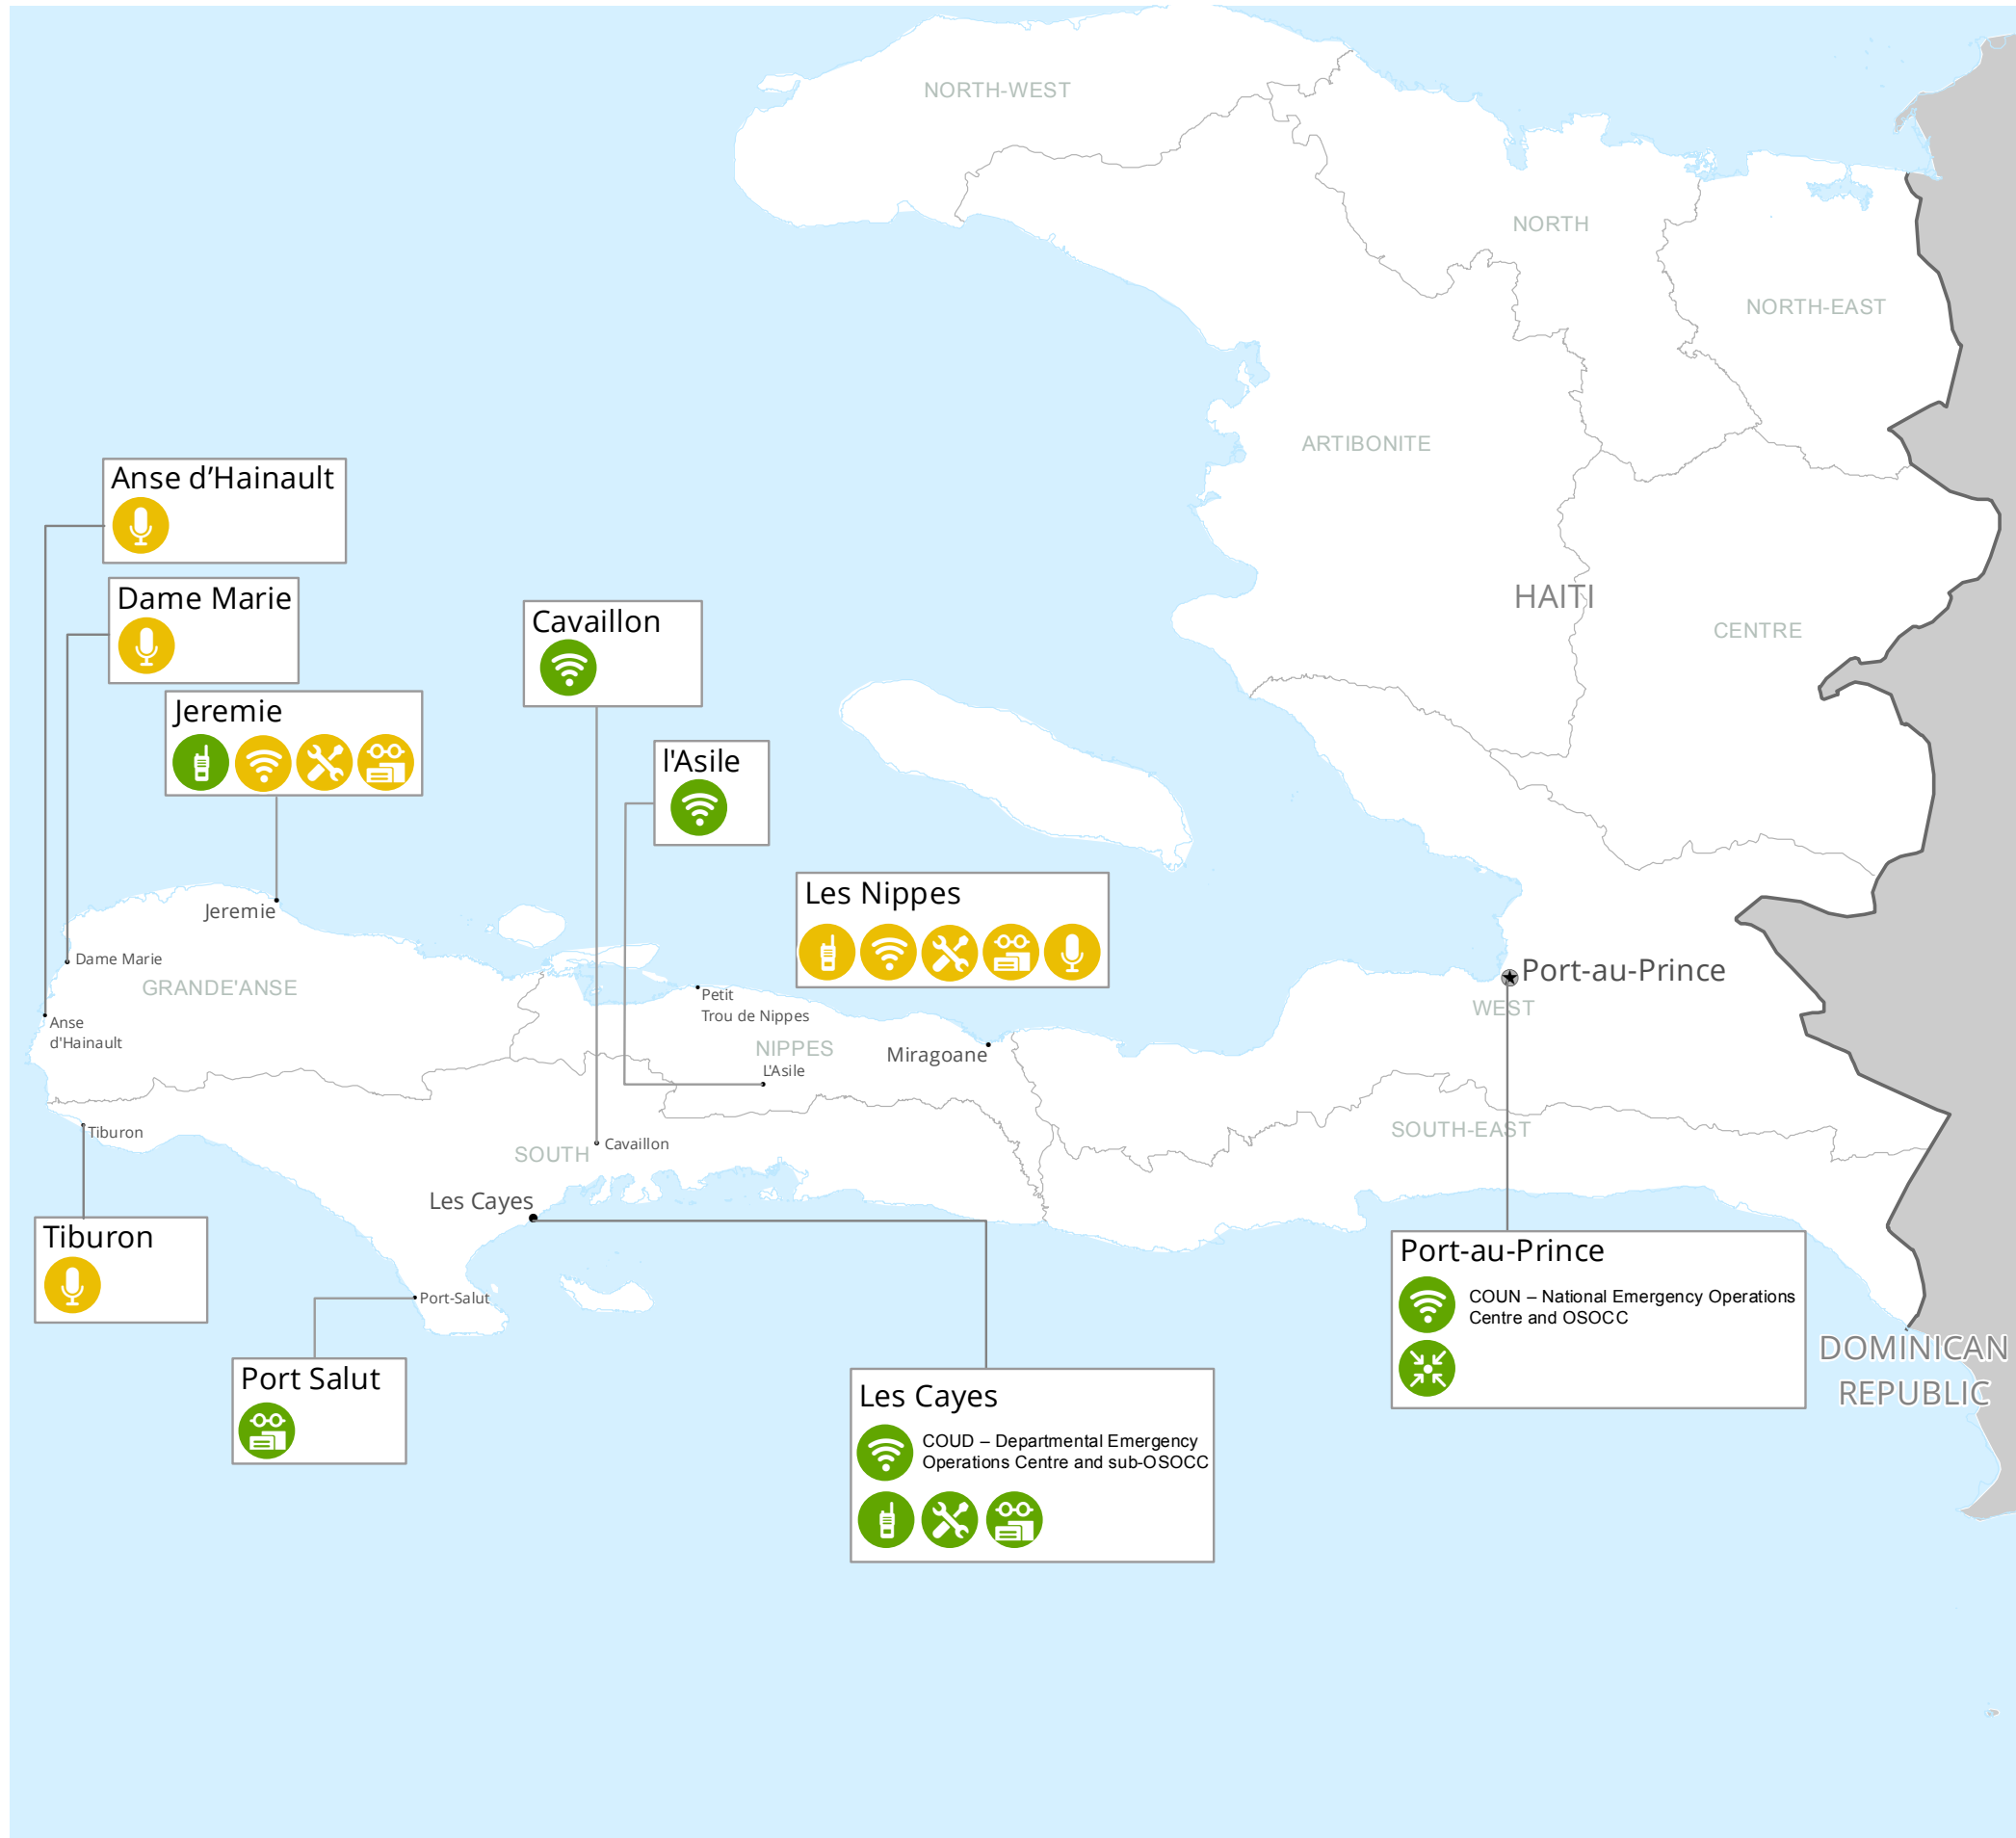 NORTH-WEST
NORTH
NORTH-EAST
ARTIBONITE
Anse d’Hainault
Dame Marie
HAITI
Cavaillon
CENTRE
Jeremie
l'Asile
Les Nippes
Jeremie
Dame Marie
GRANDE'ANSE
Port-au-Prince
WEST
Petit
Trou de Nippes
Anse
d'Hainault
NIPPES
Miragoane
L'Asile
Tiburon
SOUTH-EAST
Cavaillon
SOUTH
Les Cayes
Tiburon
Port-au-Prince
COUN – National Emergency Operations
Centre and OSOCC
Port-Salut
DOMINICAN
REPUBLIC
Port Salut
Les Cayes
COUD – Departmental Emergency
Operations Centre and sub-OSOCC